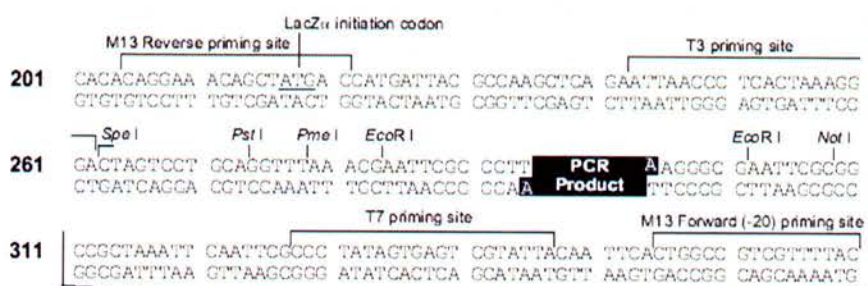 LacZα initiation codon
M13 Reverse priming site T3 priming site
201 CACACAGGAA ACAGCTATGA CCATGATTAC GCCAAGCTCA GAATTAACCC TCACTAAAGG
GTGTGTCCTT TGTCGATACT GGTACTAATG CGGTTCGAGT CTTAATTGGG AGTGATTTCC
Spe I Pst I Pme I EcoR I EcoR I Not I
261 GACTAGTCCT GCAGGTTTAA ACGAATTCGC CCTT PCR A AGGGC GAATTCGCGG
CTGATCAGGA CGTCCAAATT TGCTTAAGCG GGA A Product TTCCCG CTTAAGCGCC
T7 priming site M13 Forward (-20) priming site
311 CCGCTAAATT CAATTCGCCC TATAGTGAGT CGTATTACAA TTCACTGGCC GTCGTTTTAC
GGCGATTTAA GTTAAGCGGG ATATCACTCA GCATAATGTT AAGTGACCGG CAGCAAAATG